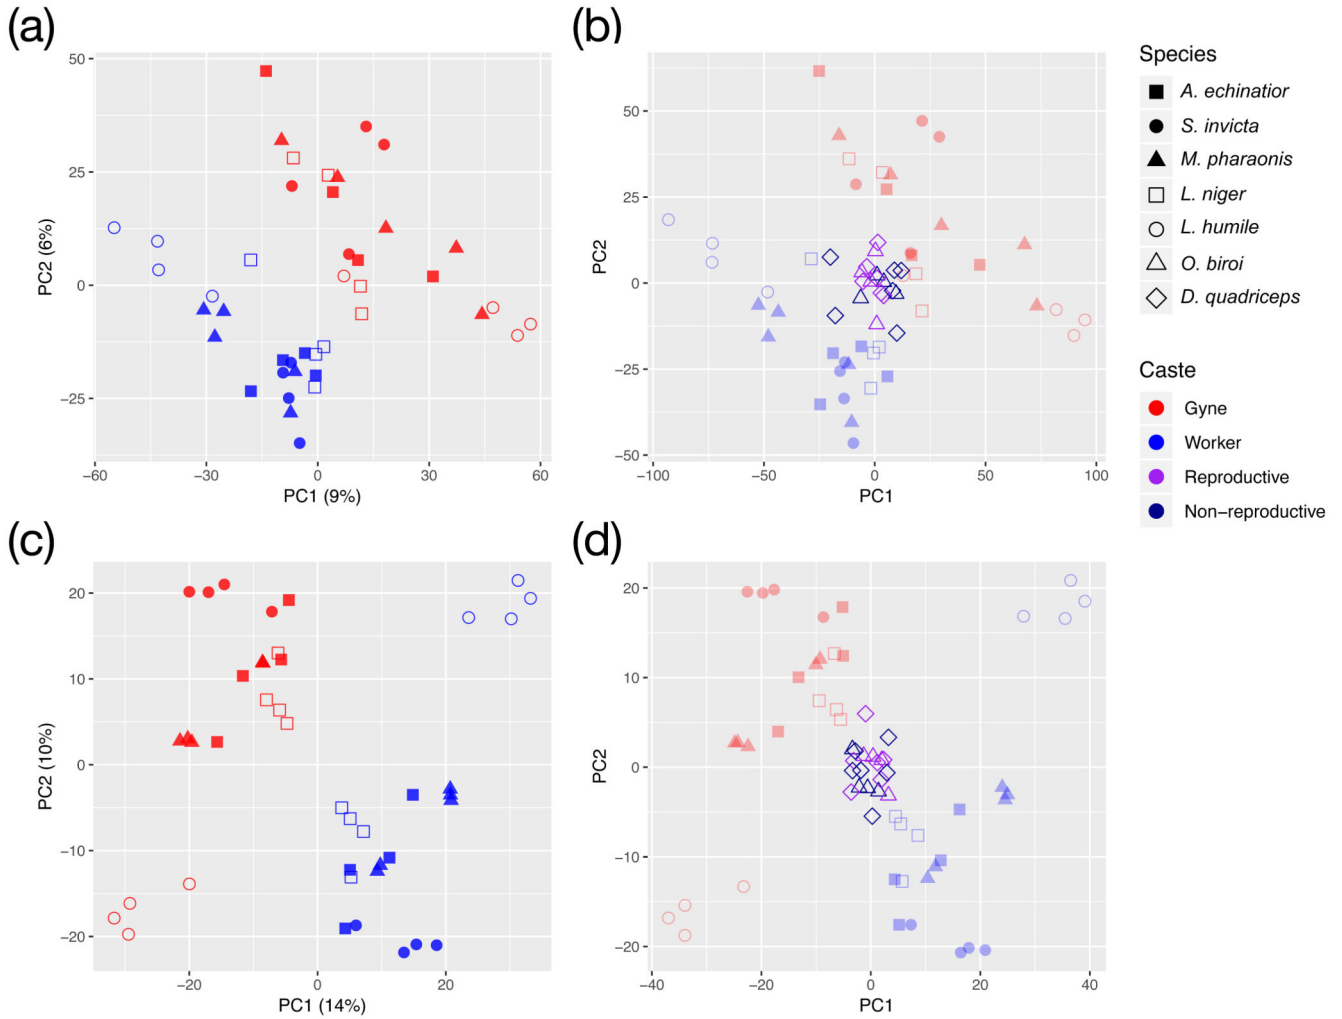 (a)
50
25
0
−25
PC2 (6%)
−60
−30
0
30
60
PC1 (9%)
(b)
50
25
0
−25
−50
PC2
−100
−50
0
50
100
PC1
Species
A. echinatior
S. invicta
M. pharaonis
L. niger
L. humile
O. biroi
D. quadriceps
Caste
Gyne
Worker
Reproductive
Non−reproductive
(c)
20
10
0
−10
−20
PC2 (10%)
−20
0
20
PC1 (14%)
(d)
20
10
0
−10
−20
PC2
−40
−20
0
20
40
PC1